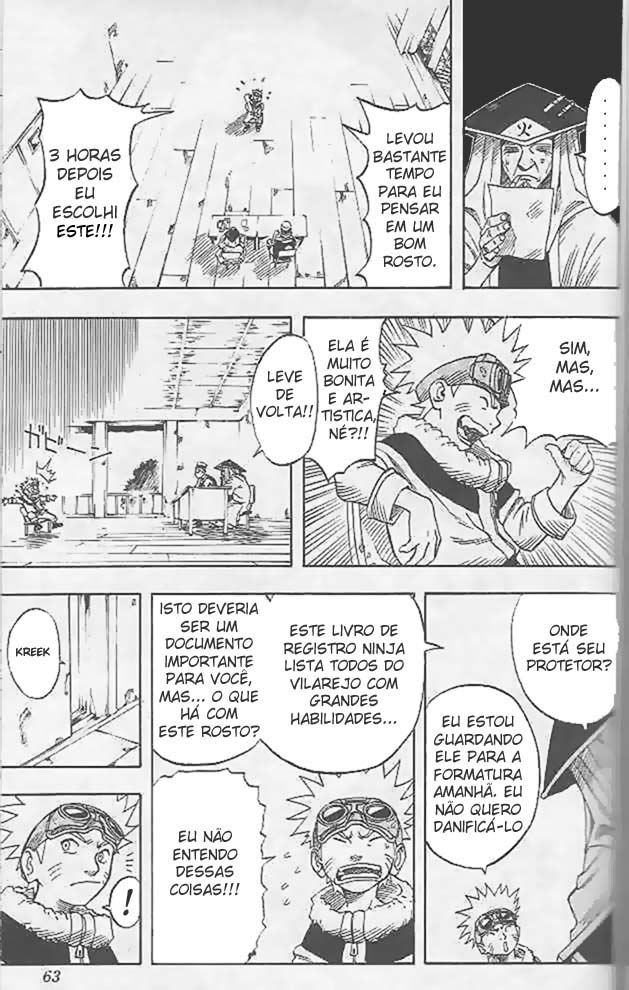 .......
火
LEVOU
BASTANTE
TEMPO
PARA EU
PENSAR
EM UM
BOM
ROSTO.
3 HORAS
DEPOIS
EU
ESCOLHI
ESTE!!!
SIM,
MAS,
MAS...
ELA É
MUITO
BONITA
E AR-
TISTICA,
NÉ?!!
LEVE
DE
VOLTA!!
ONDE
ESTÁ SEU
PROTETOR?
EU ESTOU
GUARDANDO
ELE PARA A
FORMATURA
AMANHÃ. EU
NÃO QUERO
DANIFICÁ-LO
ESTE LIVRO DE
REGISTRO NINJA
LISTA TODOS DO
VILAREJO COM
GRANDES
HABILIDADES...
ISTO DEVERIA
SER UM
DOCUMENTO
IMPORTANTE
PARA VOCÊ,
MAS... O QUE
HÁ COM
ESTE ROSTO?
EU NÃO
ENTENDO
DESSAS
COISAS!!!
KREEK
!
63